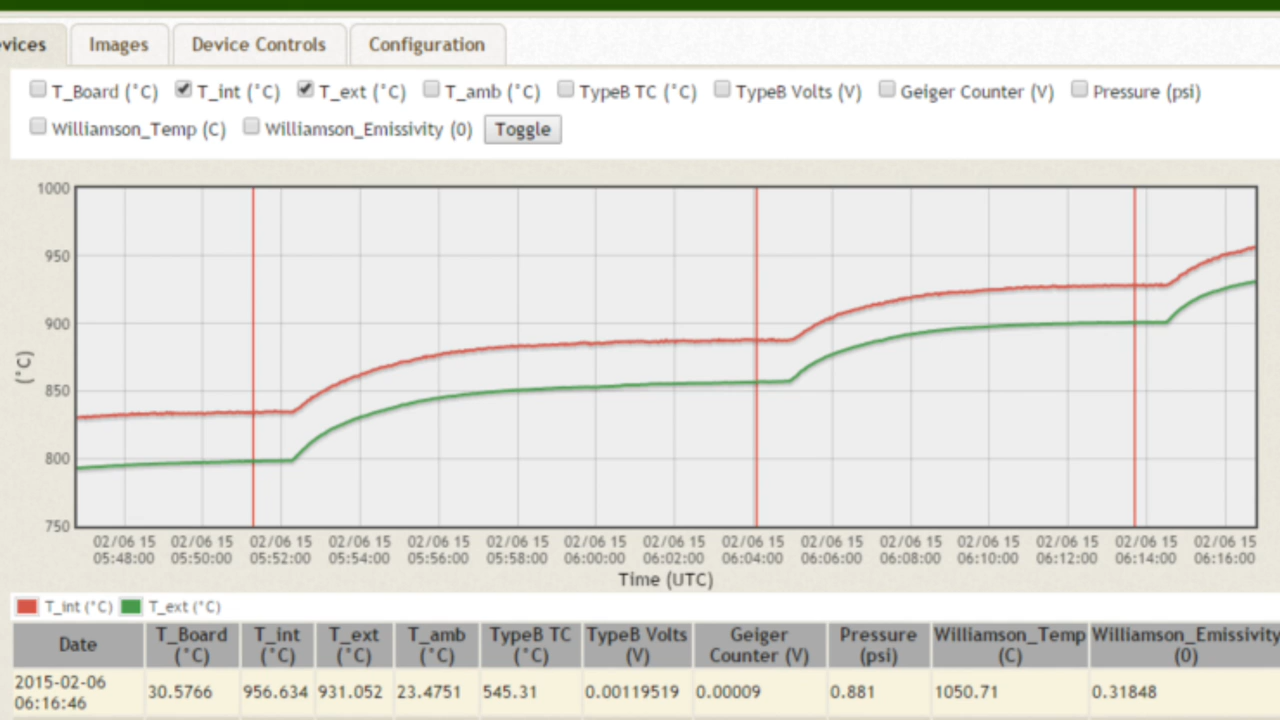 vices Images Device Controls Configuration
T_Board (°C) T_int (°C) T_ext (°C) T_amb (°C) TypeB TC (°C) TypeB Volts (V) Geiger Counter (V) Pressure (psi)
Williamson_Temp (C) Williamson_Emissivity (0) Toggle
1000
950
900
850
800
750
(°C)
02/06 15 02/06 15 02/06 15 02/06 15 02/06 15 02/06 15 02/06 15 02/06 15 02/06 15 02/06 15 02/06 15 02/06 15 02/06 15 02/06 15 02/06 15
05:48:00 05:50:00 05:52:00 05:54:00 05:56:00 05:58:00 06:00:00 06:02:00 06:04:00 06:06:00 06:08:00 06:10:00 06:12:00 06:14:00 06:16:00
Time (UTC)
T_int (°C) T_ext (°C)
Date T_Board (°C) T_int (°C) T_ext (°C) T_amb (°C) TypeB TC (°C) TypeB Volts (V) Geiger Counter (V) Pressure (psi) Williamson_Temp (C) Williamson_Emissivity (0)
2015-02-06 06:16:46 30.5766 956.634 931.052 23.4751 545.31 0.00119519 0.00009 0.881 1050.71 0.31848